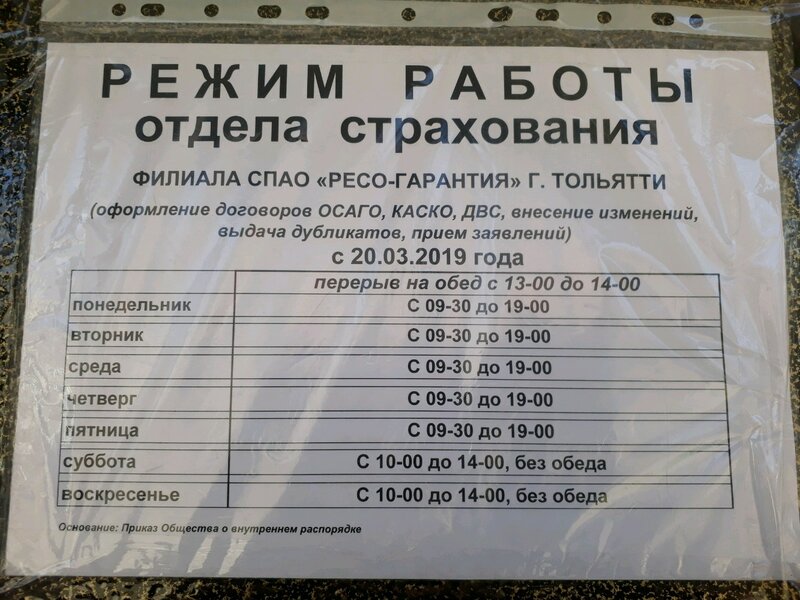 РЕЖИМ РАБОТЫ
отдела страхования
ФИЛИАЛА СПАО «РЕСО-ГАРАНТИЯ» Г. ТОЛЬЯТТИ
(оформление договоров ОСАГО, КАСКО, ДВС, внесение изменений,
выдача дубликатов, прием заявлений)
с 20.03.2019 года
перерыв на обед с 13-00 до 14-00
понедельник С 09-30 до 19-00
вторник С 09-30 до 19-00
среда С 09-30 до 19-00
четверг С 09-30 до 19-00
пятница С 09-30 до 19-00
суббота С 10-00 до 14-00, без обеда
воскресенье С 10-00 до 14-00, без обеда
Основание: Приказ Общества о внутреннем распорядке